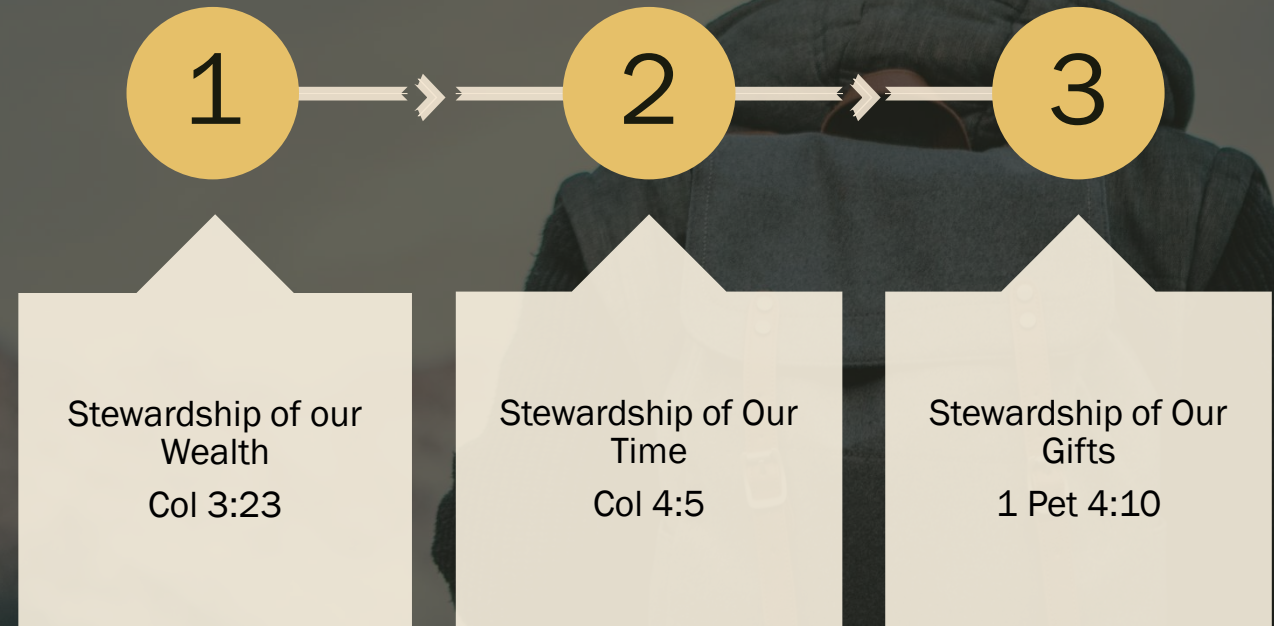 1
2
3
Stewardship of our
Wealth
Col 3:23
Stewardship of Our
Time
Col 4:5
Stewardship of Our
Gifts
1 Pet 4:10